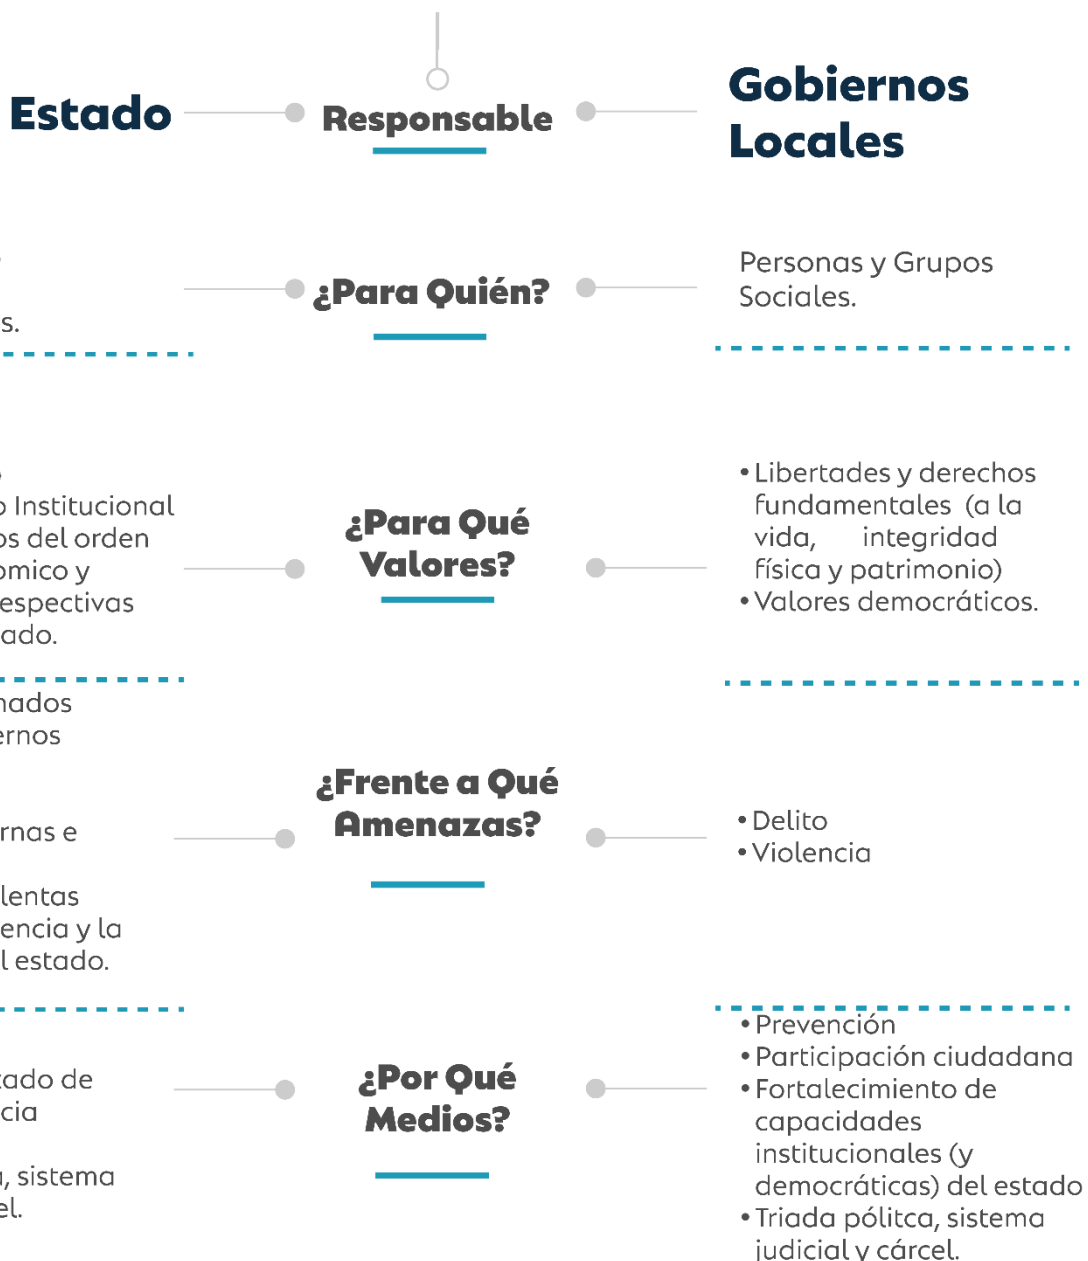 Estado
Responsable
Gobiernos
Locales
s.
¿Para Quién?
Personas y Grupos
Sociales.
o Institucional
os del orden
omico y
espectivas
ado.
¿Para Qué
Valores?
• Libertades y derechos
fundamentales (a la
vida, integridad
física y patrimonio)
• Valores democráticos.
nados
ernos
rnas e
lentas
encia y la
l estado.
¿Frente a Qué
Amenazas?
• Delito
• Violencia
ado de
cia
, sistema
el.
¿Por Qué
Medios?
• Prevención
• Participación ciudadana
• Fortalecimiento de
capacidades
institucionales (y
democráticas) del estado
• Triada pólitca, sistema
judicial y cárcel.